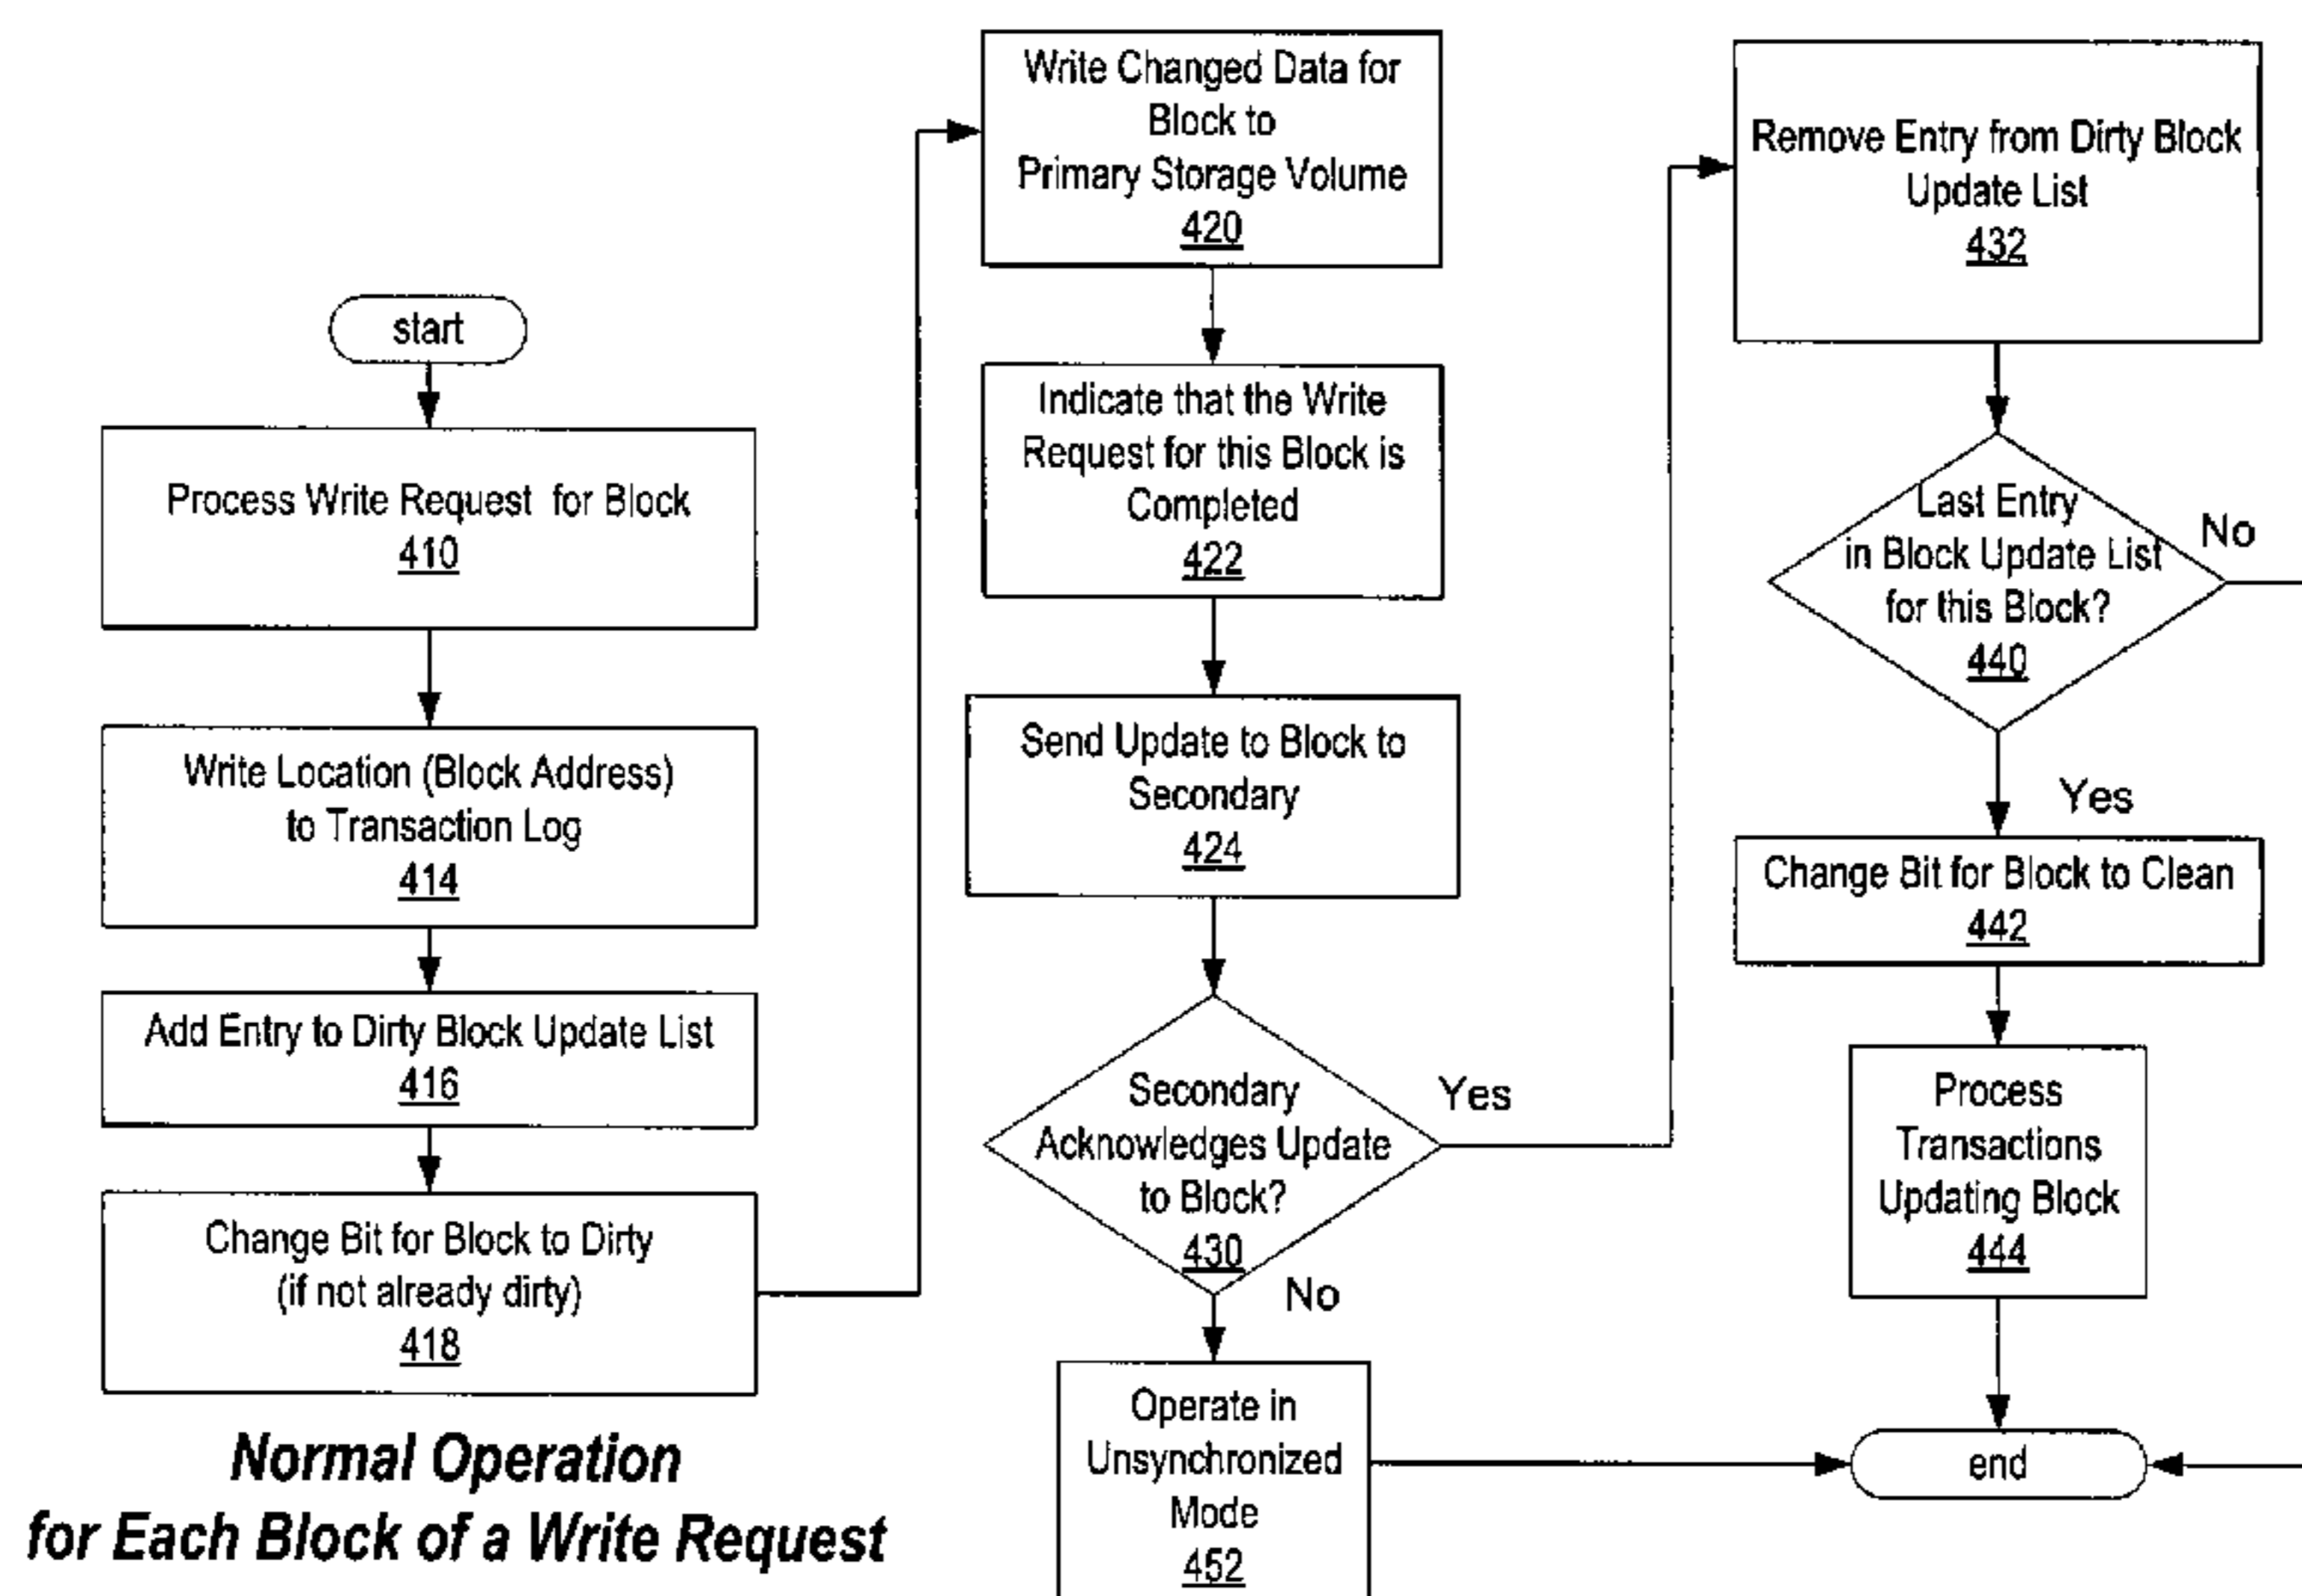 start
Process Write Request for Block
410
Write Location (Block Address)
to Transaction Log
414
Add Entry to Dirty Block Update List
416
Change Bit for Block to Dirty
(if not already dirty)
418
Normal Operation
for Each Block of a Write Request
Write Changed Data for
Block to
Primary Storage Volume
420
Indicate that the Write
Request for this Block is
Completed
422
Send Update to Block to
Secondary
424
Secondary
Acknowledges Update
to Block?
430
Yes
No
Operate in
Unsynchronized
Mode
452
Remove Entry from Dirty Block
Update List
432
Last Entry
in Block Update List
for this Block?
440
No
Yes
Change Bit for Block to Clean
442
Process
Transactions
Updating Block
444
end